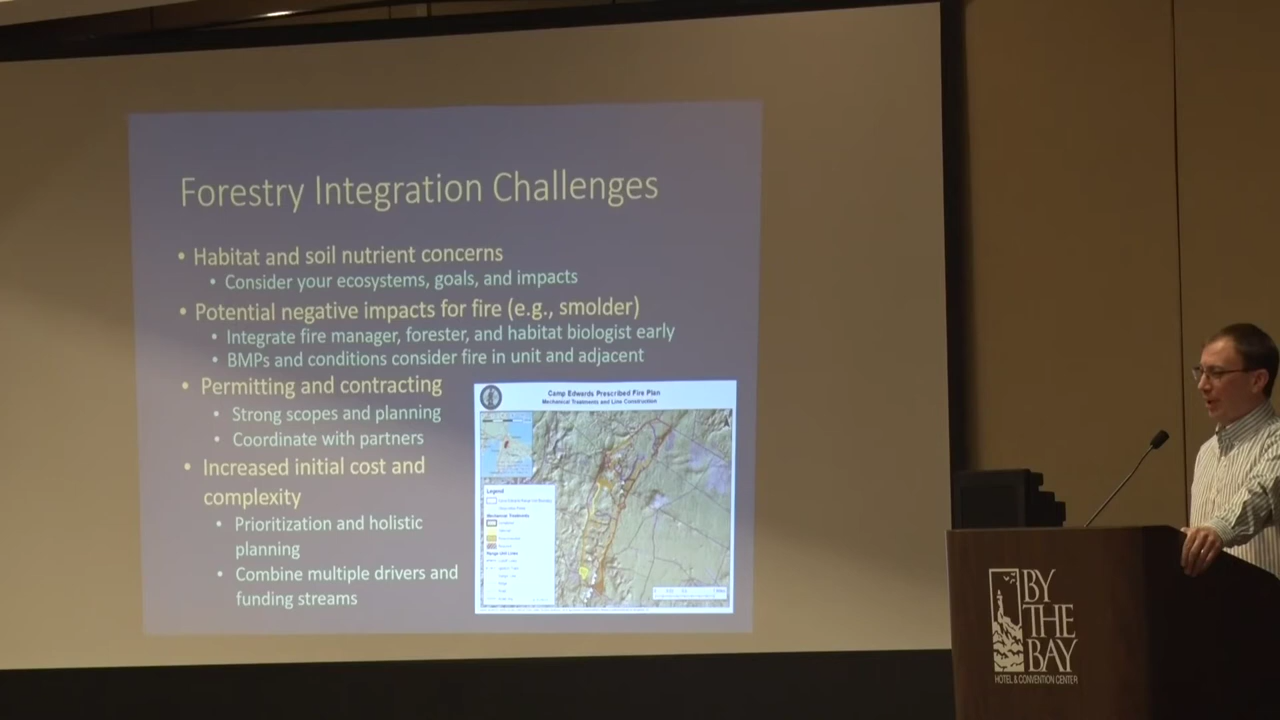 Forestry Integration Challenges
• Habitat and soil nutrient concerns
• Consider your ecosystems, goals, and impacts
• Potential negative impacts for fire (e.g., smolder)
• Integrate fire manager, forester, and habitat biologist early
• BMPs and conditions consider fire in unit and adjacent
• Permitting and contracting
• Strong scopes and planning
• Coordinate with partners
• Increased initial cost and
complexity
• Prioritization and holistic
planning
• Combine multiple drivers and
funding streams
Camp Edwards Prescribed Fire Plan
Mechanical Treatments and Line Construction
Legend
Mechanical Treatments
BY
THE
BAY
HOTEL & CONVENTION CENTER